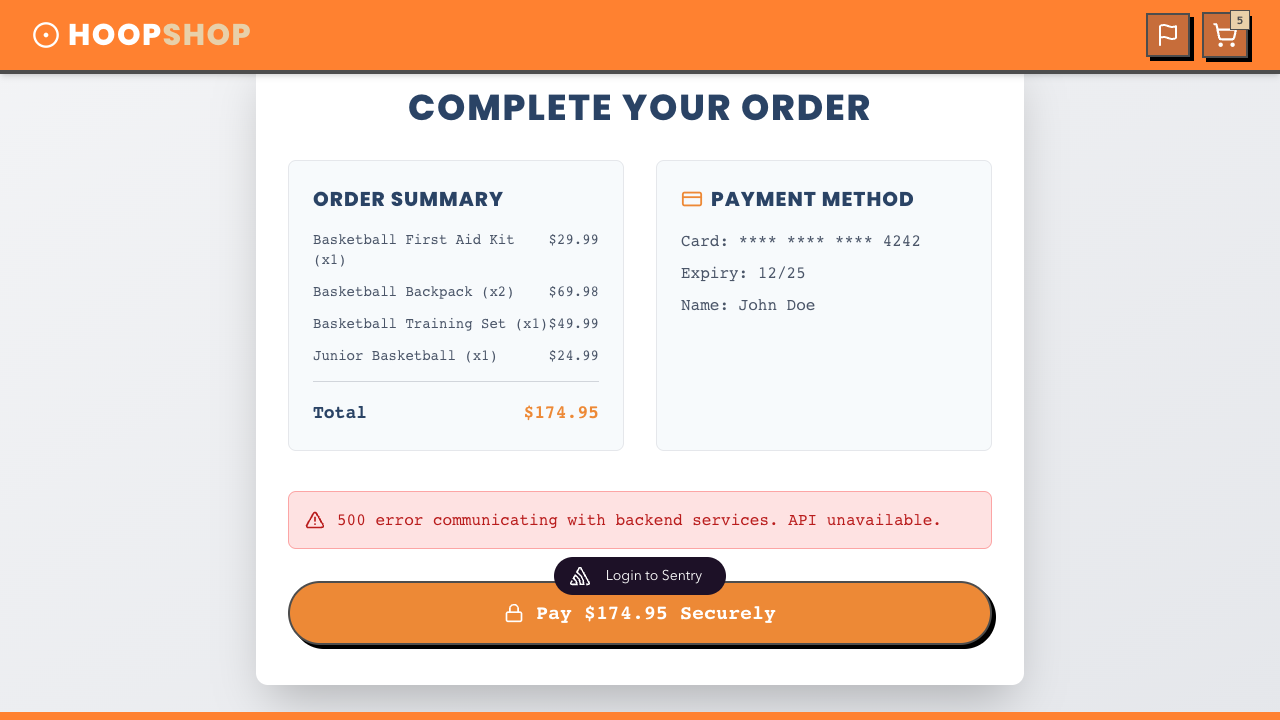 HOOPSHOP
5
COMPLETE YOUR ORDER
ORDER SUMMARY
Basketball First Aid Kit $29.99
(x1)
Basketball Backpack (x2) $69.98
Basketball Training Set (x1) $49.99
Junior Basketball (x1) $24.99
Total $174.95
PAYMENT METHOD
Card: **** **** **** 4242
Expiry: 12/25
Name: John Doe
500 error communicating with backend services. API unavailable.
Login to Sentry
Pay $174.95 Securely